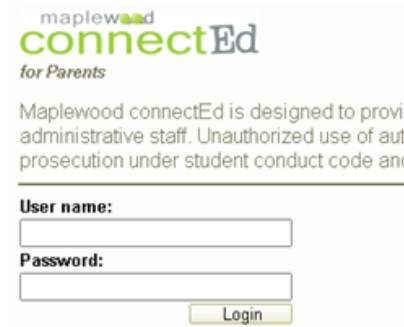 maplewood
connectEd
for Parents
Maplewood connectEd is designed to provi
administrative staff. Unauthorized use of aut
prosecution under student conduct code and
User name:
Password:
Login